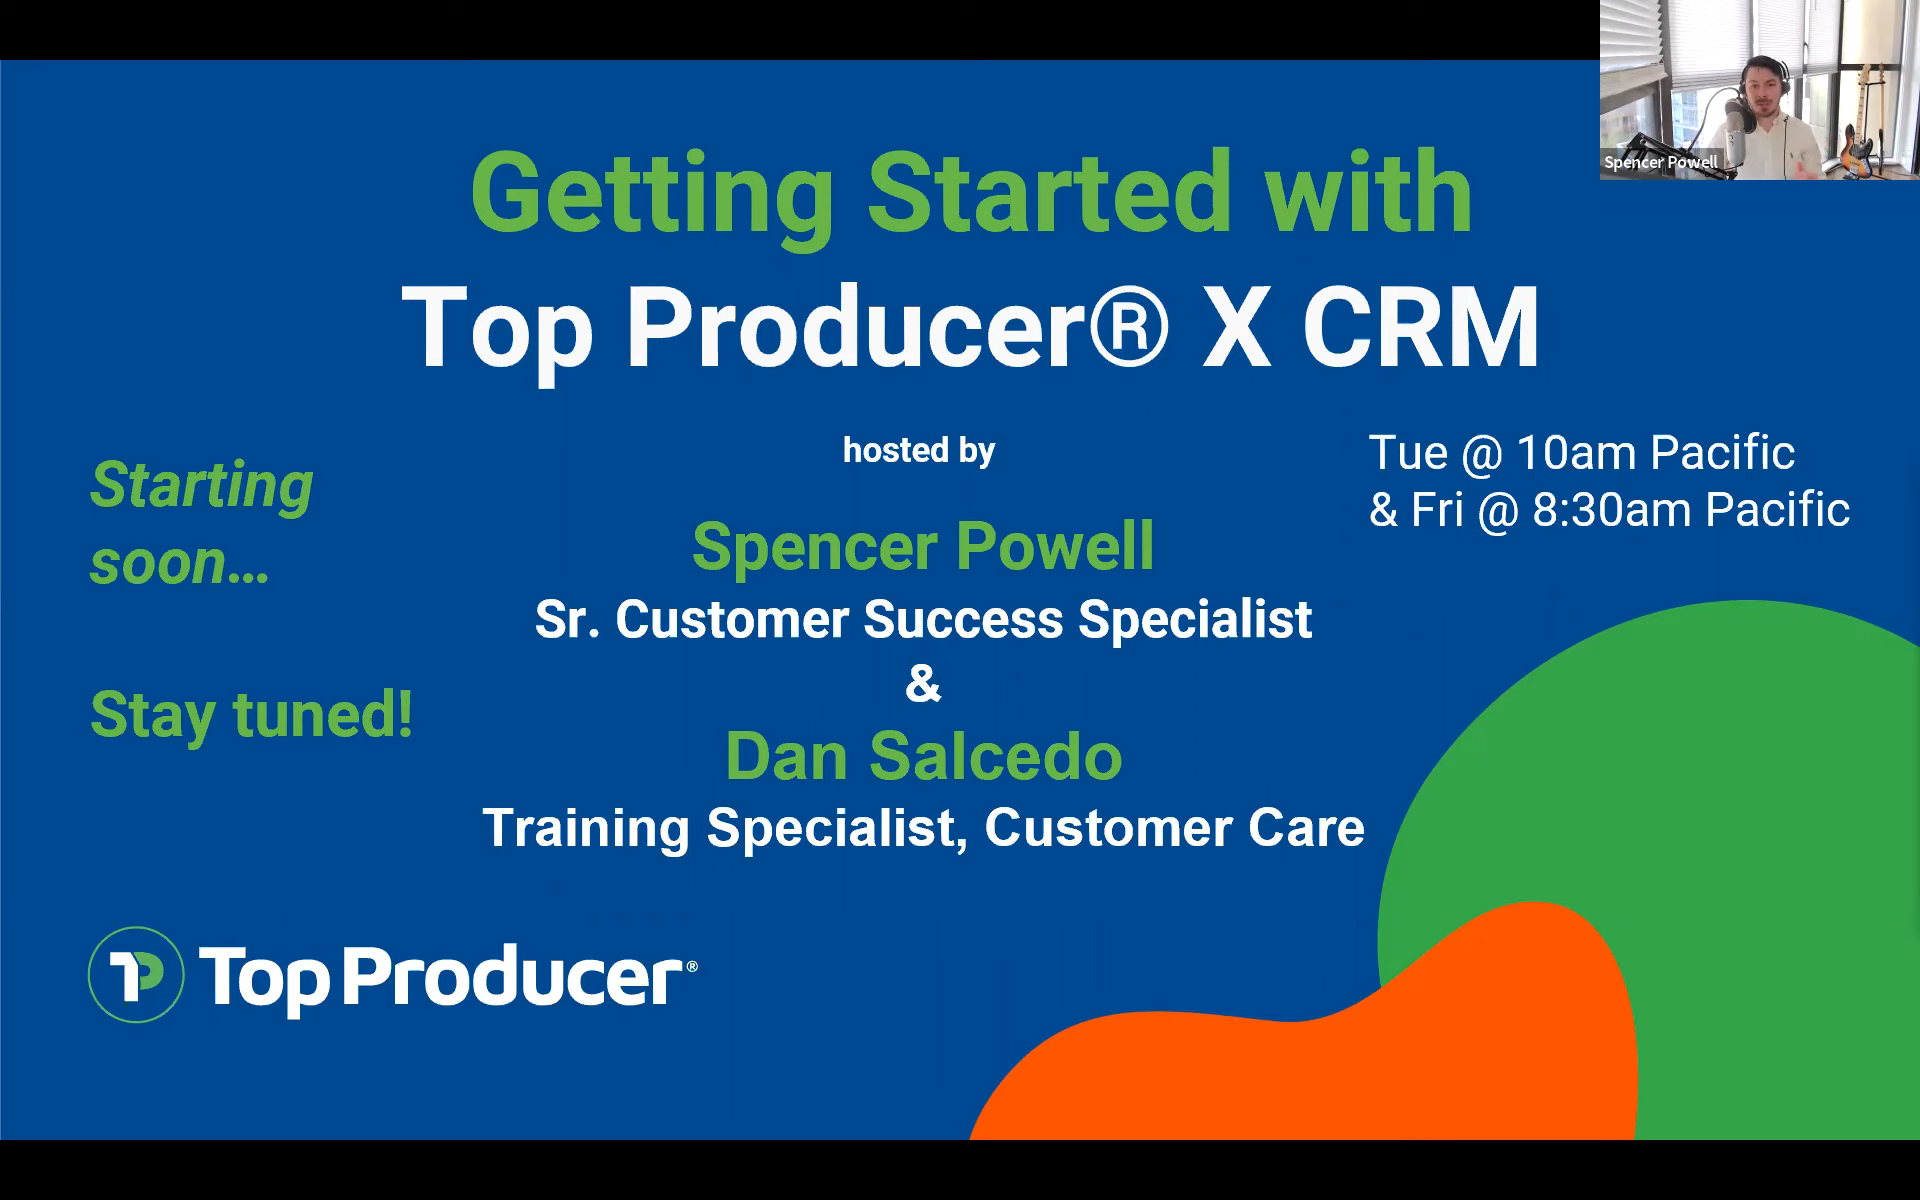 Spencer Powell
Getting Started with
Top Producer® X CRM
hosted by
Tue @ 10am Pacific
& Fri @ 8:30am Pacific
Starting
soon...
Spencer Powell
Sr. Customer Success Specialist
&
Stay tuned!
Dan Salcedo
Training Specialist, Customer Care
TP Top Producer®